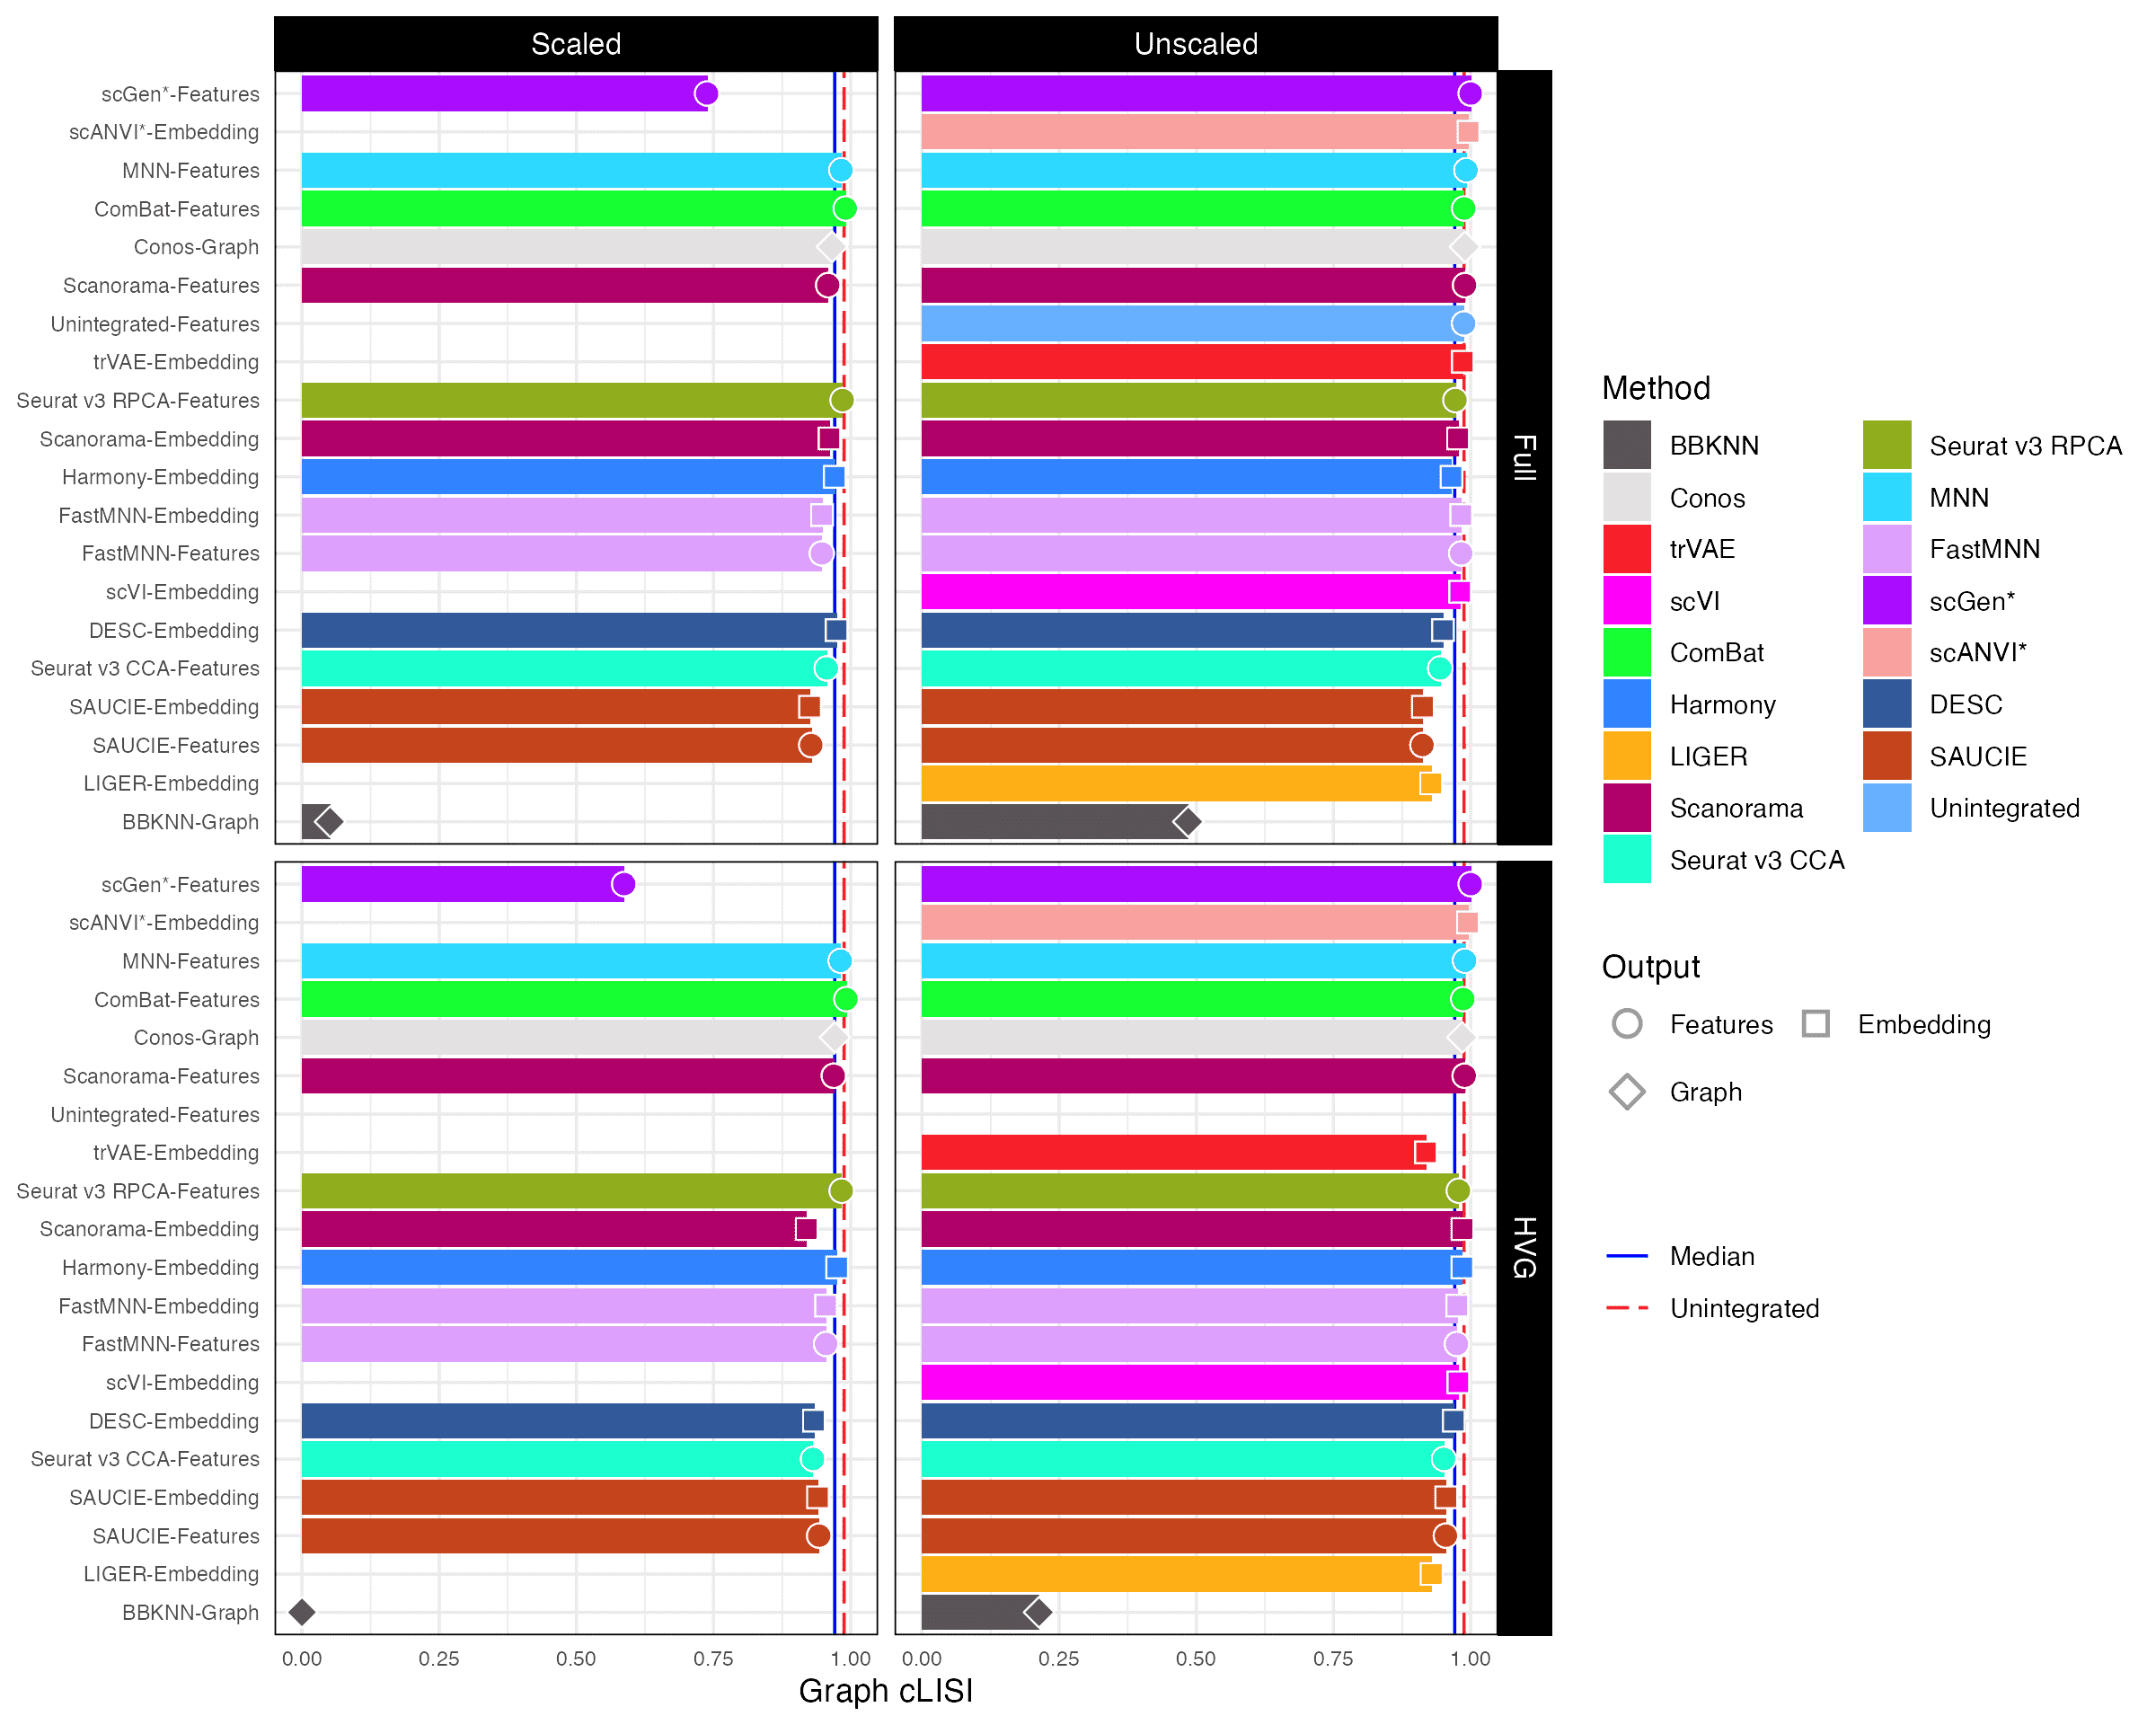 Scaled
Unscaled
scGen*-Features
scANVI*-Embedding
MNN-Features
ComBat-Features
Conos-Graph
Scanorama-Features
Unintegrated-Features
trVAE-Embedding
Seurat v3 RPCA-Features
Scanorama-Embedding
Harmony-Embedding
FastMNN-Embedding
FastMNN-Features
scVI-Embedding
DESC-Embedding
Seurat v3 CCA-Features
SAUCIE-Embedding
SAUCIE-Features
LIGER-Embedding
BBKNN-Graph
Full
scGen*-Features
scANVI*-Embedding
MNN-Features
ComBat-Features
Conos-Graph
Scanorama-Features
Unintegrated-Features
trVAE-Embedding
Seurat v3 RPCA-Features
Scanorama-Embedding
Harmony-Embedding
FastMNN-Embedding
FastMNN-Features
scVI-Embedding
DESC-Embedding
Seurat v3 CCA-Features
SAUCIE-Embedding
SAUCIE-Features
LIGER-Embedding
BBKNN-Graph
HVG
0.00 0.25 0.50 0.75 1.00
0.00 0.25 0.50 0.75 1.00
Graph cLISI
Method
BBKNN
Conos
trVAE
scVI
ComBat
Harmony
LIGER
Scanorama
Seurat v3 CCA
Seurat v3 RPCA
MNN
FastMNN
scGen*
scANVI*
DESC
SAUCIE
Unintegrated
Output
Features
Embedding
Graph
Median
Unintegrated